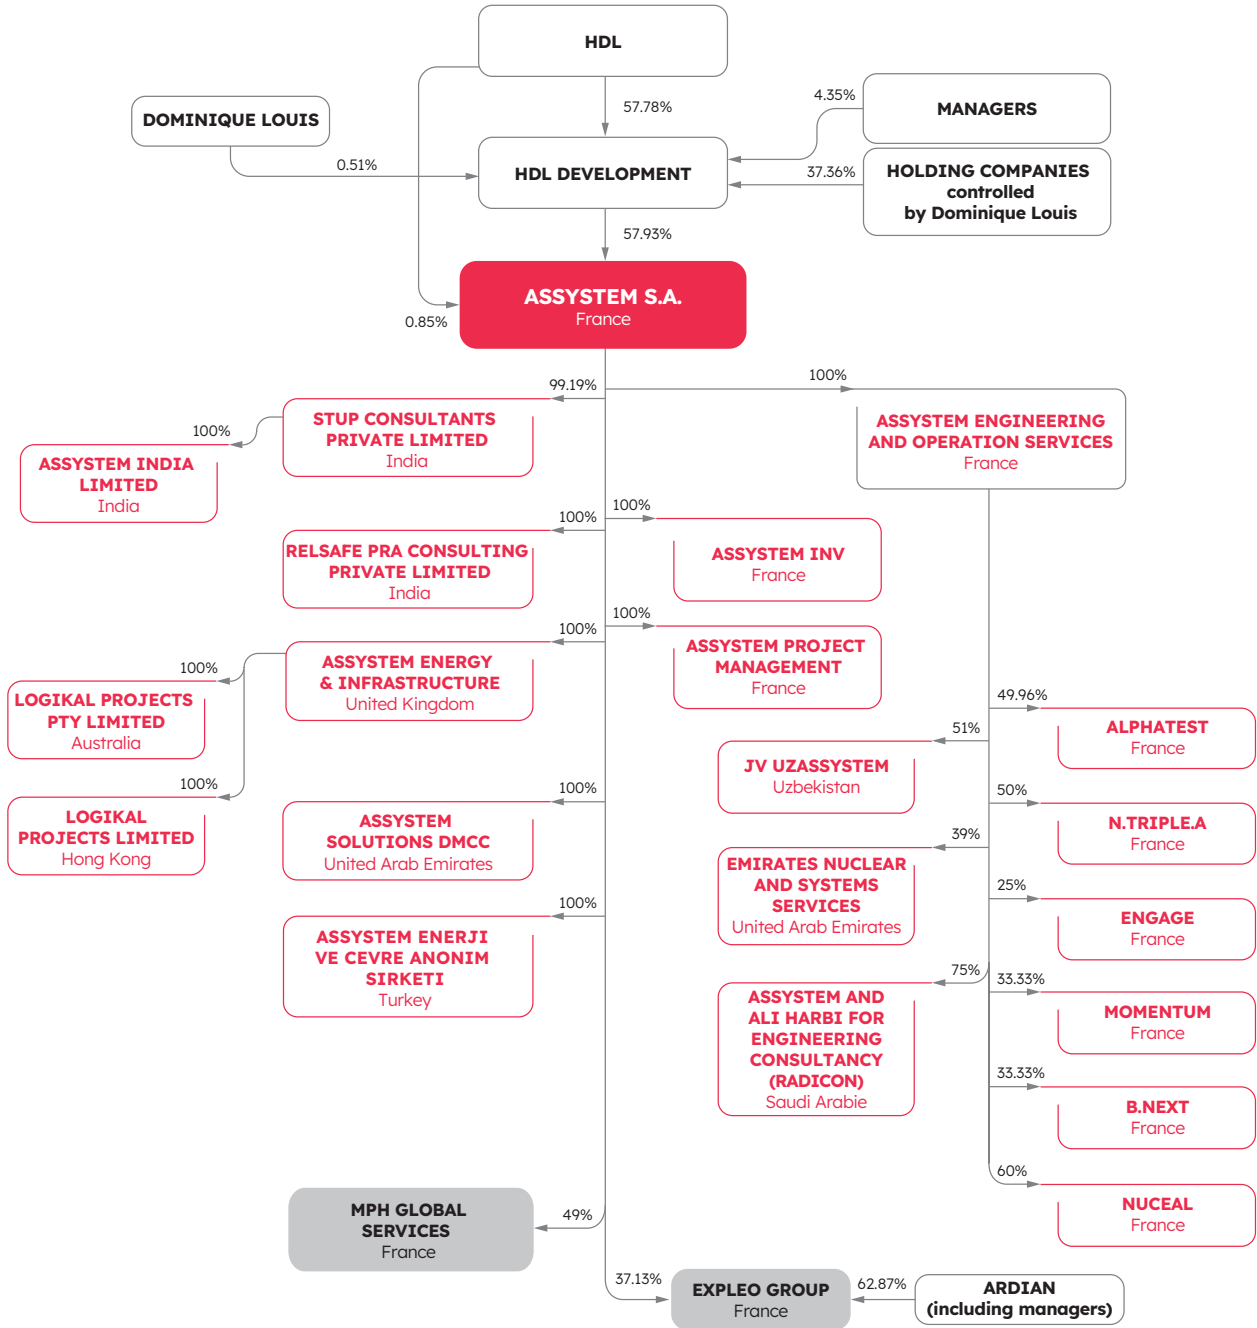 HDL
57.78%
4.35%
MANAGERS
DOMINIQUE LOUIS
0.51%
HDL DEVELOPMENT
37.36%
HOLDING COMPANIES
controlled
by Dominique Louis
57.93%
ASSYSTEM S.A.
France
0.85%
99.19%
100%
STUP CONSULTANTS
PRIVATE LIMITED
India
100%
ASSYSTEM INDIA
LIMITED
India
ASSYSTEM ENGINEERING
AND OPERATION SERVICES
France
100%
100%
RELSAFE PRA CONSULTING
PRIVATE LIMITED
India
ASSYSTEM INV
France
100%
100%
ASSYSTEM ENERGY
& INFRASTRUCTURE
United Kingdom
ASSYSTEM PROJECT
MANAGEMENT
France
100%
LOGIKAL PROJECTS
PTY LIMITED
Australia
100%
LOGIKAL
PROJECTS LIMITED
Hong Kong
49.96%
ALPHATEST
France
51%
JV UZASSYSTEM
Uzbekistan
100%
ASSYSTEM
SOLUTIONS DMCC
United Arab Emirates
50%
N.TRIPLE.A
France
39%
EMIRATES NUCLEAR
AND SYSTEMS
SERVICES
United Arab Emirates
25%
ENGAGE
France
100%
ASSYSTEM ENERJI
VE CEVRE ANONIM
SIRKETI
Turkey
75%
ASSYSTEM AND
ALI HARBI FOR
ENGINEERING
CONSULTANCY
(RADICON)
Saudi Arabie
33.33%
MOMENTUM
France
33.33%
B.NEXT
France
60%
NUCEAL
France
MPH GLOBAL
SERVICES
France
49%
37.13%
EXPLEO GROUP
France
62.87%
ARDIAN
(including managers)